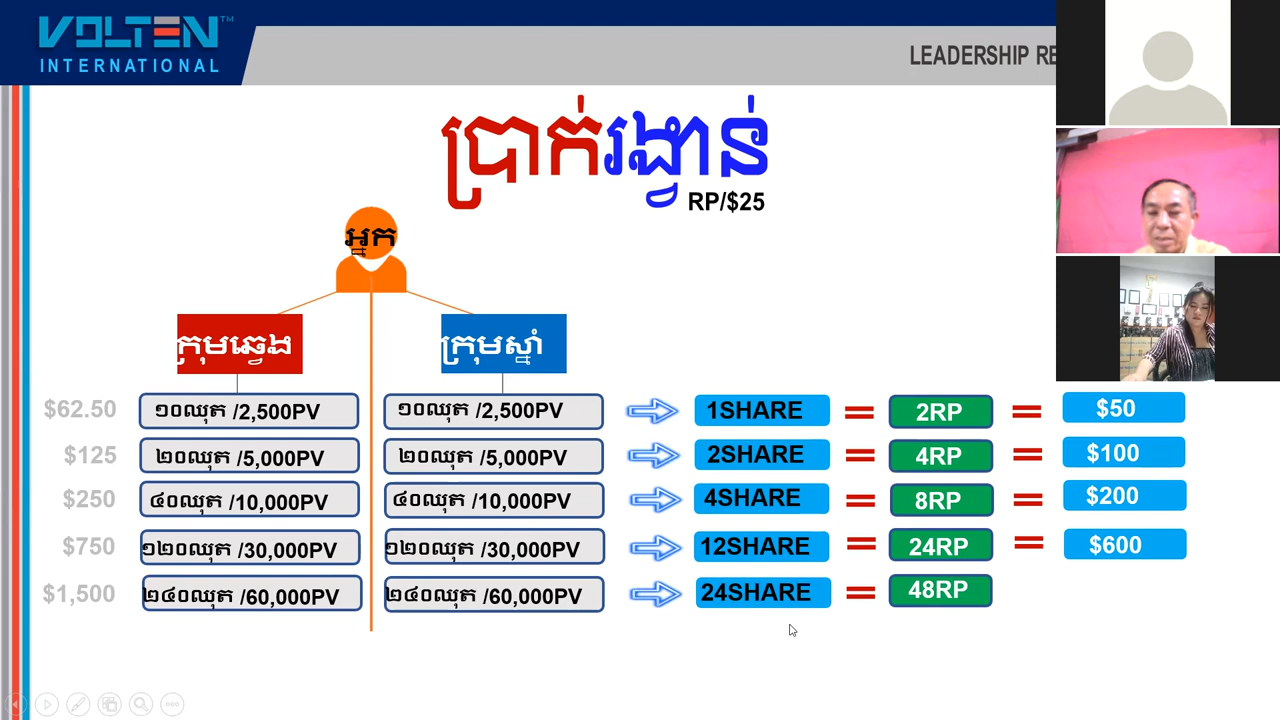 VOLTEN™
INTERNATIONAL
LEADERSHIP RE
ប្រាក់រង្វាន់
RP/$25
អ្នក
ក្រុមឆ្វេង ក្រុមស្តាំ
$62.50 ១០ឈុត /2,500PV ១០ឈុត /2,500PV 1SHARE = 2RP = $50
$125 ២០ឈុត /5,000PV ២០ឈុត /5,000PV 2SHARE = 4RP = $100
$250 ៤០ឈុត /10,000PV ៤០ឈុត /10,000PV 4SHARE = 8RP = $200
$750 ១២០ឈុត /30,000PV ១២០ឈុត /30,000PV 12SHARE = 24RP = $600
$1,500 ២៤០ឈុត /60,000PV ២៤០ឈុត /60,000PV 24SHARE = 48RP